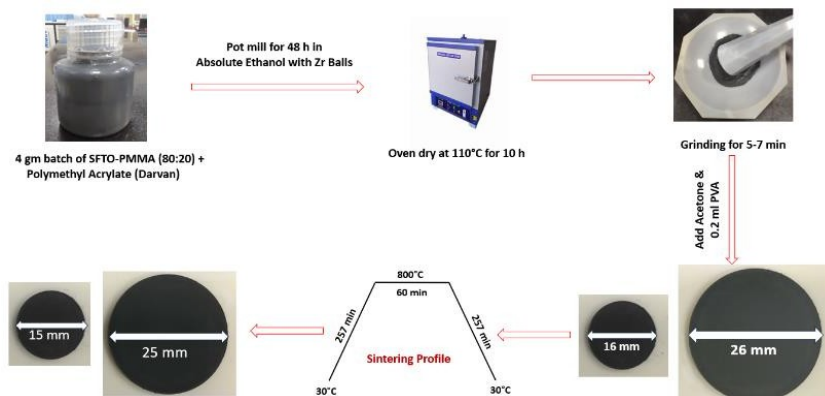 Pot mill for 48 h in
Absolute Ethanol with Zr Balls
4 gm batch of SFTO-PMMA (80:20) +
Polymethyl Acrylate (Darvan)
Oven dry at 110°C for 10 h
Grinding for 5-7 min
Add Acetone &
0.2 ml PVA
26 mm
16 mm
800°C
60 min
257 min
257 min
Sintering Profile
30°C
30°C
25 mm
15 mm